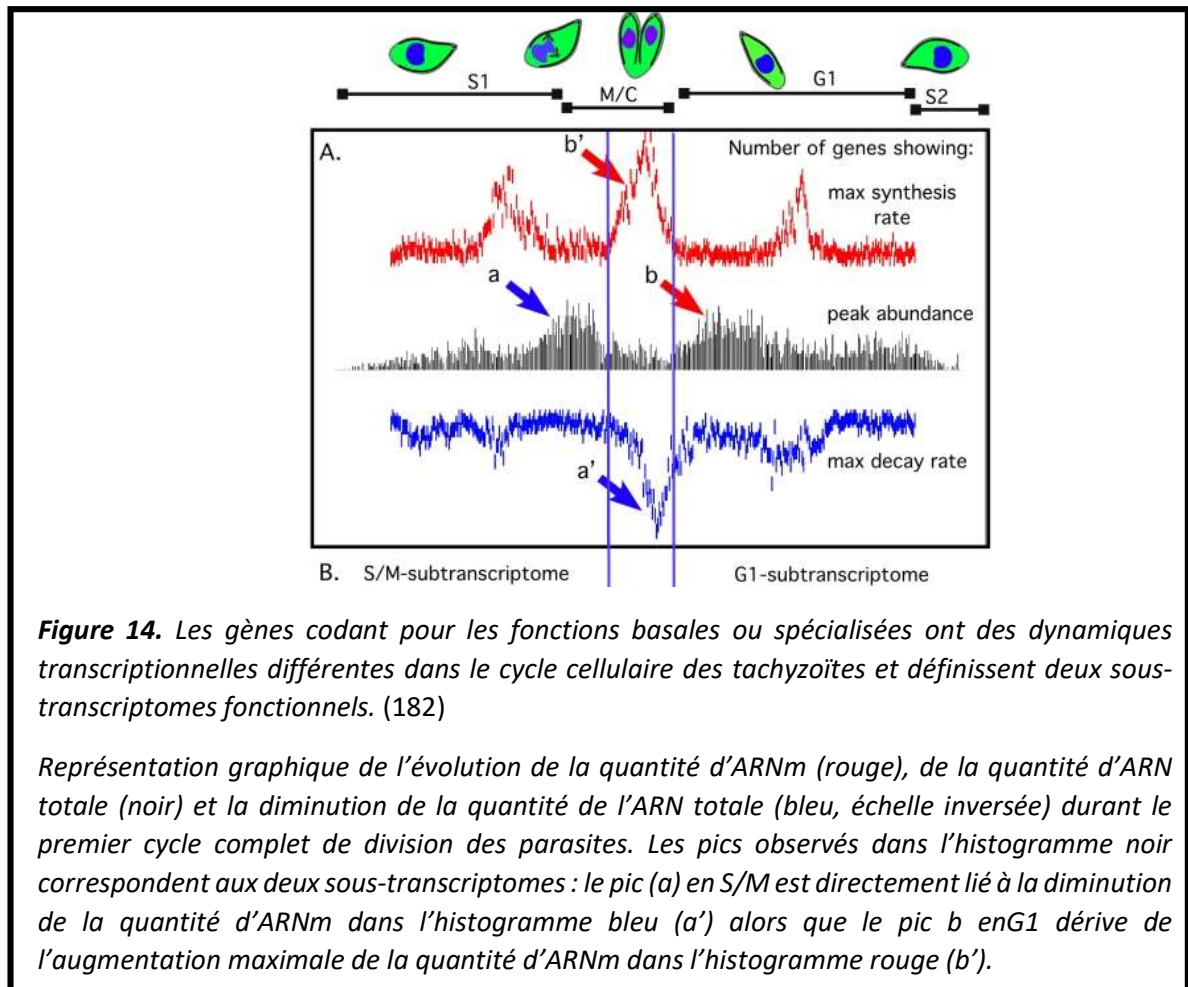 S1
M/C
G1
S2
A.
b'
Number of genes showing:
max synthesis
rate
a
b
peak abundance
a'
max decay rate
B. S/M-subtranscriptome
G1-subtranscriptome
Figure 14. Les gènes codant pour les fonctions basales ou spécialisées ont des dynamiques
transcriptionnelles différentes dans le cycle cellulaire des tachyzoïtes et définissent deux sous-
transcriptomes fonctionnels. (182)
Représentation graphique de l’évolution de la quantité d’ARNm (rouge), de la quantité d’ARN
totale (noir) et la diminution de la quantité de l’ARN totale (bleu, échelle inversée) durant le
premier cycle complet de division des parasites. Les pics observés dans l’histogramme noir
correspondent aux deux sous-transcriptomes : le pic (a) en S/M est directement lié à la diminution
de la quantité d’ARNm dans l’histogramme bleu (a’) alors que le pic b enG1 dérive de
l’augmentation maximale de la quantité d’ARNm dans l’histogramme rouge (b’).